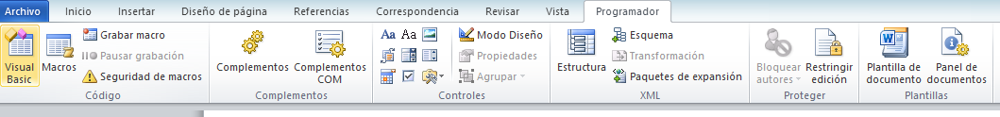 Archivo Inicio Insertar Diseño de página Referencias Correspondencia Revisar Vista Programador
Visual
Basic
Macros
Grabar macro
Pausar grabación
Seguridad de macros
Código
Complementos
Complementos
COM
Complementos
Aa Aa
Modo Diseño
Propiedades
Agrupar
Controles
Estructura
Esquema
Transformación
Paquetes de expansión
XML
Bloquear
autores
Restringir
edición
Proteger
Plantilla de
documento
Panel de
documentos
Plantillas